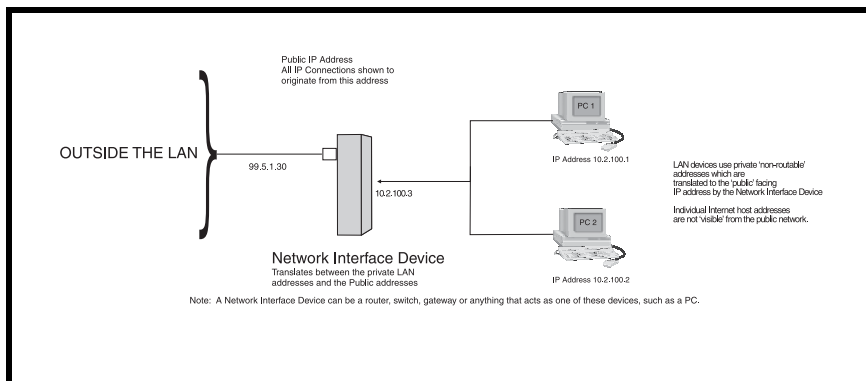 Public IP Address
All IP Connections shown to
originate from this address
OUTSIDE THE LAN
99.5.1.30
10.2.100.3
PC 1
IP Address 10.2.100.1
LAN devices use private 'non-routable'
addresses which are
translated to the 'public' facing
IP address by the Network Interface Device
Individual Internet host addresses
are not 'visible' from the public network.
PC 2
IP Address 10.2.100.2
Network Interface Device
Translates between the private LAN
addresses and the Public addresses
Note: A Network Interface Device can be a router, switch, gateway or anything that acts as one of these devices, such as a PC.